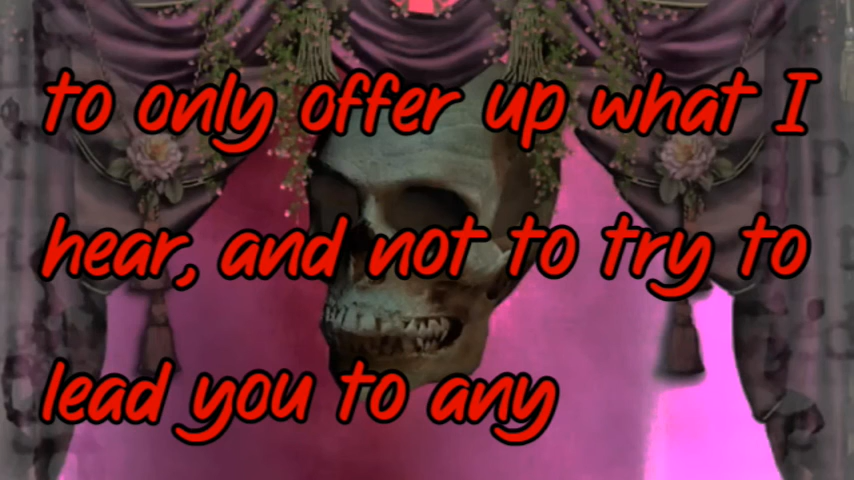 to only offer up what I
hear, and not to try to
lead you to any